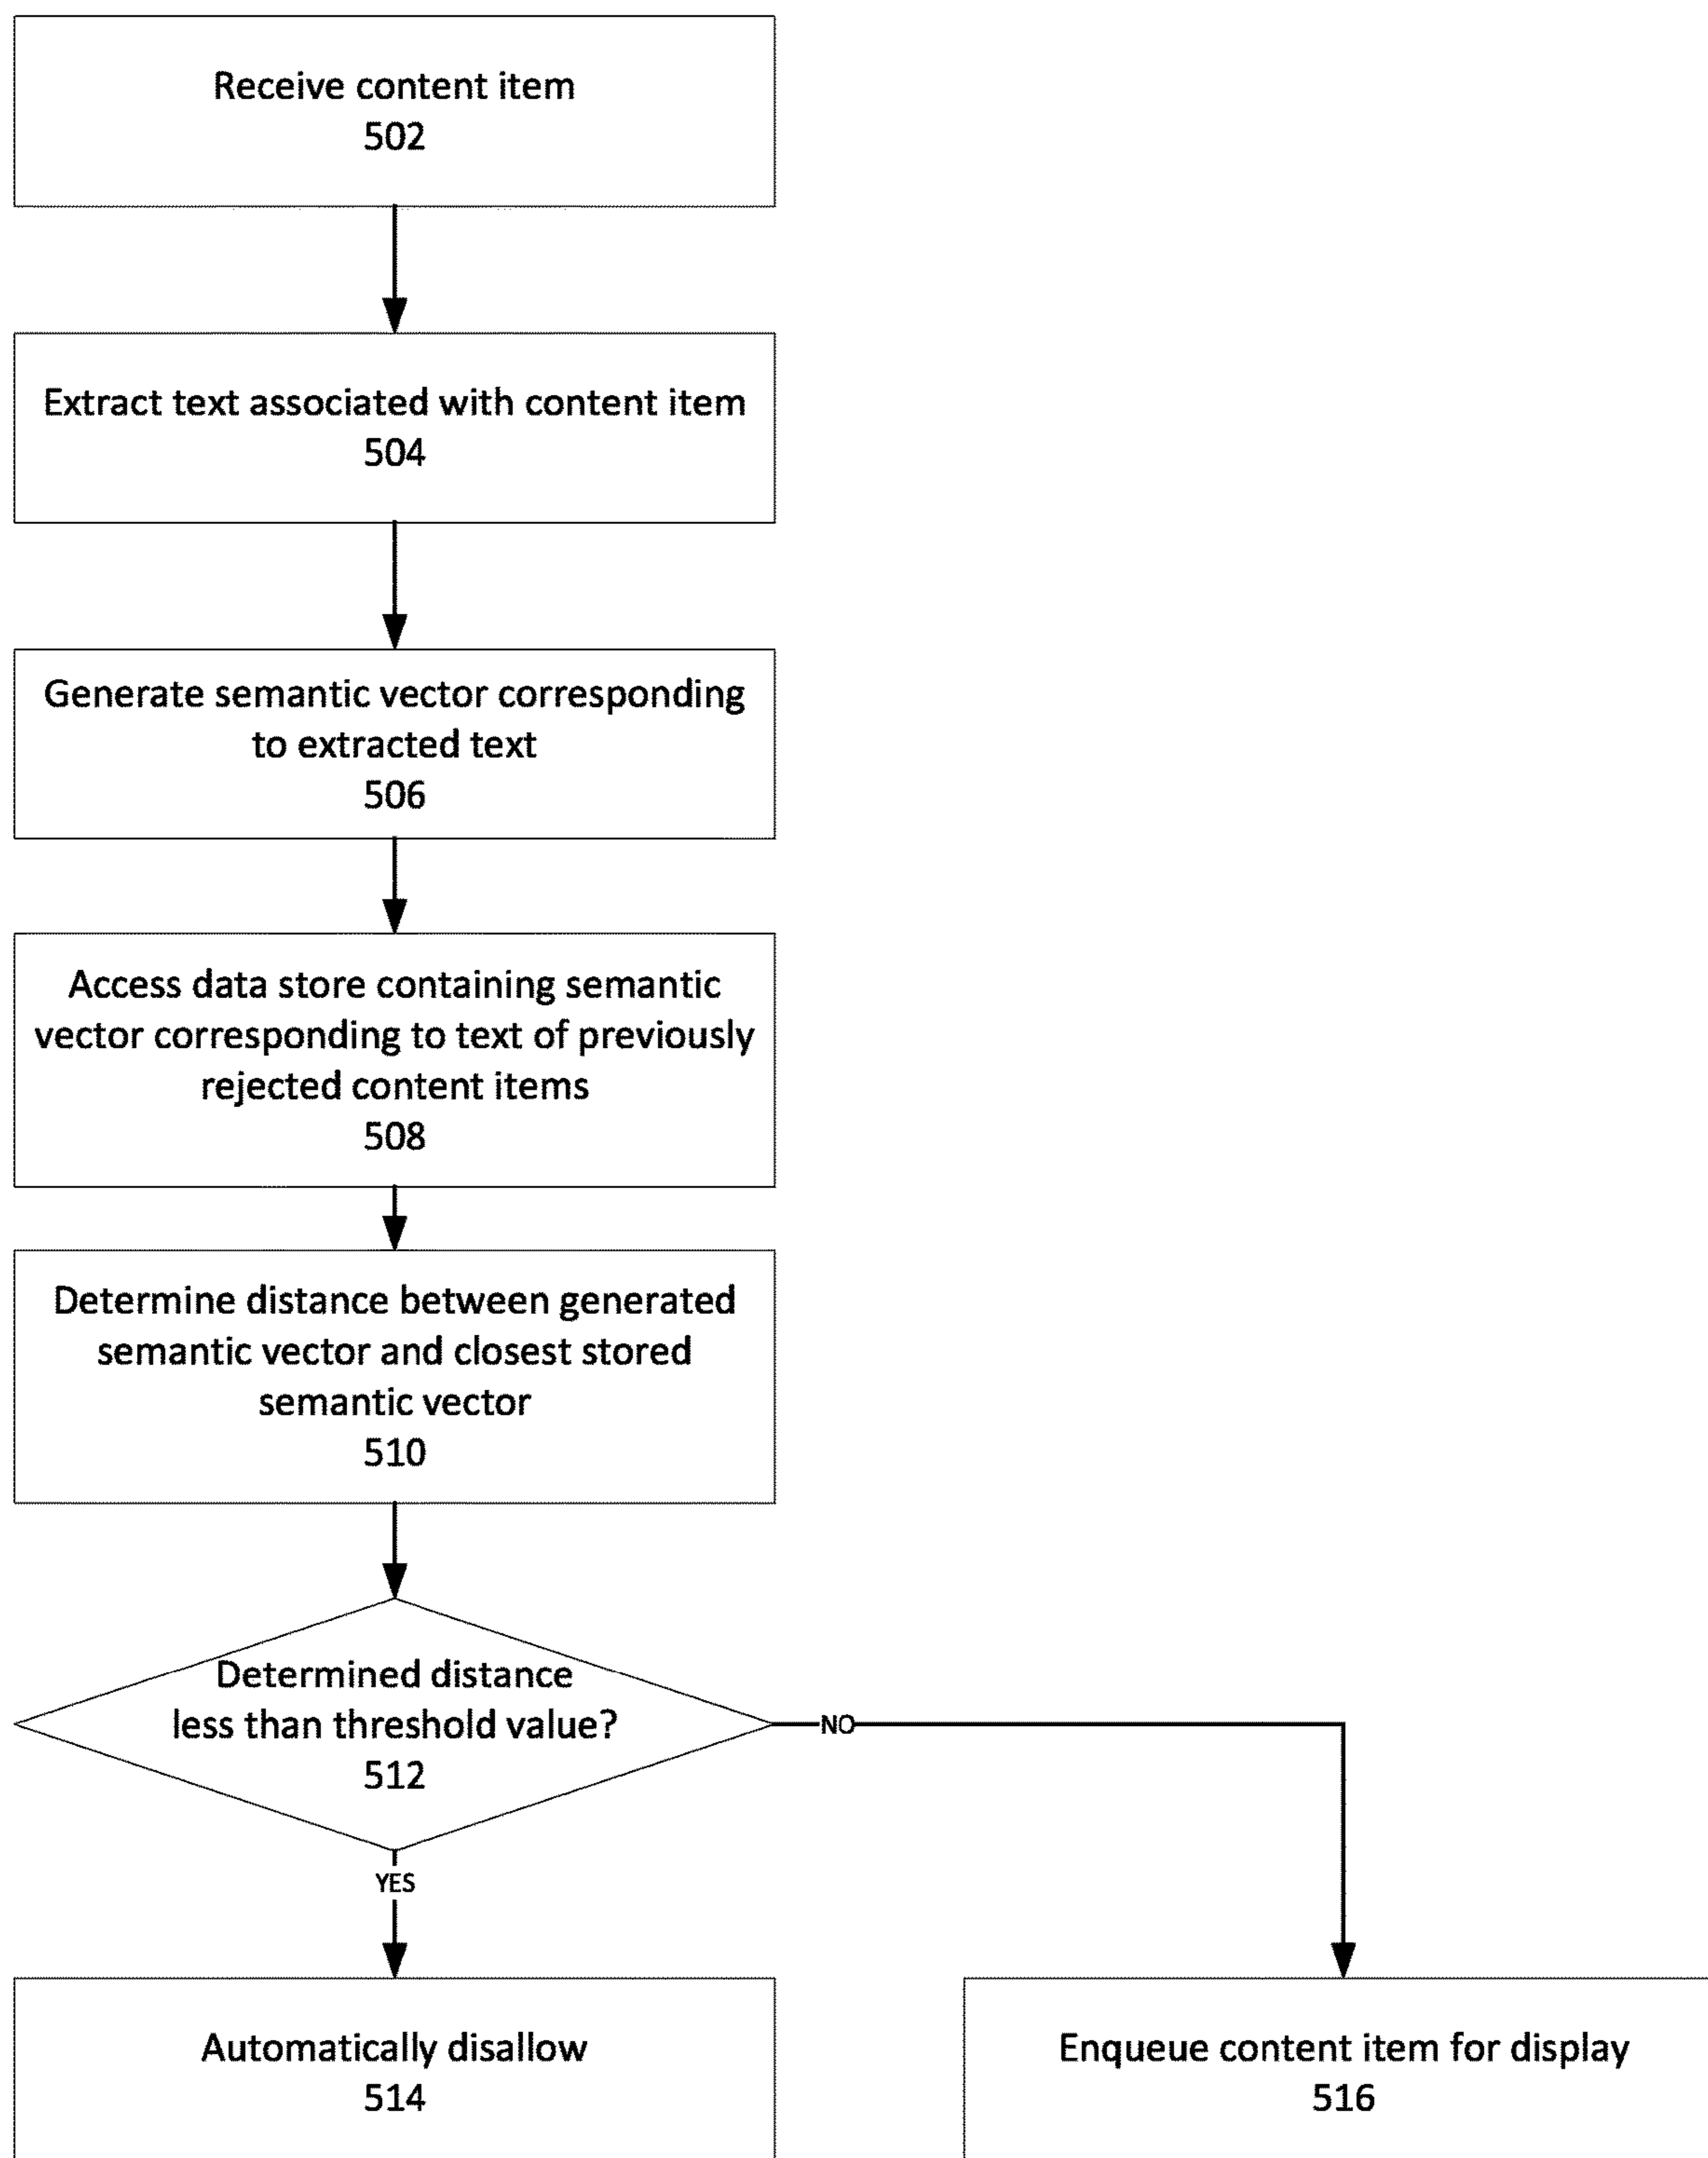 Receive content item
502
Extract text associated with content item
504
Generate semantic vector corresponding
to extracted text
506
Access data store containing semantic
vector corresponding to text of previously
rejected content items
508
Determine distance between generated
semantic vector and closest stored
semantic vector
510
Determined distance
less than threshold value?
512
NO
YES
Automatically disallow
514
Enqueue content item for display
516